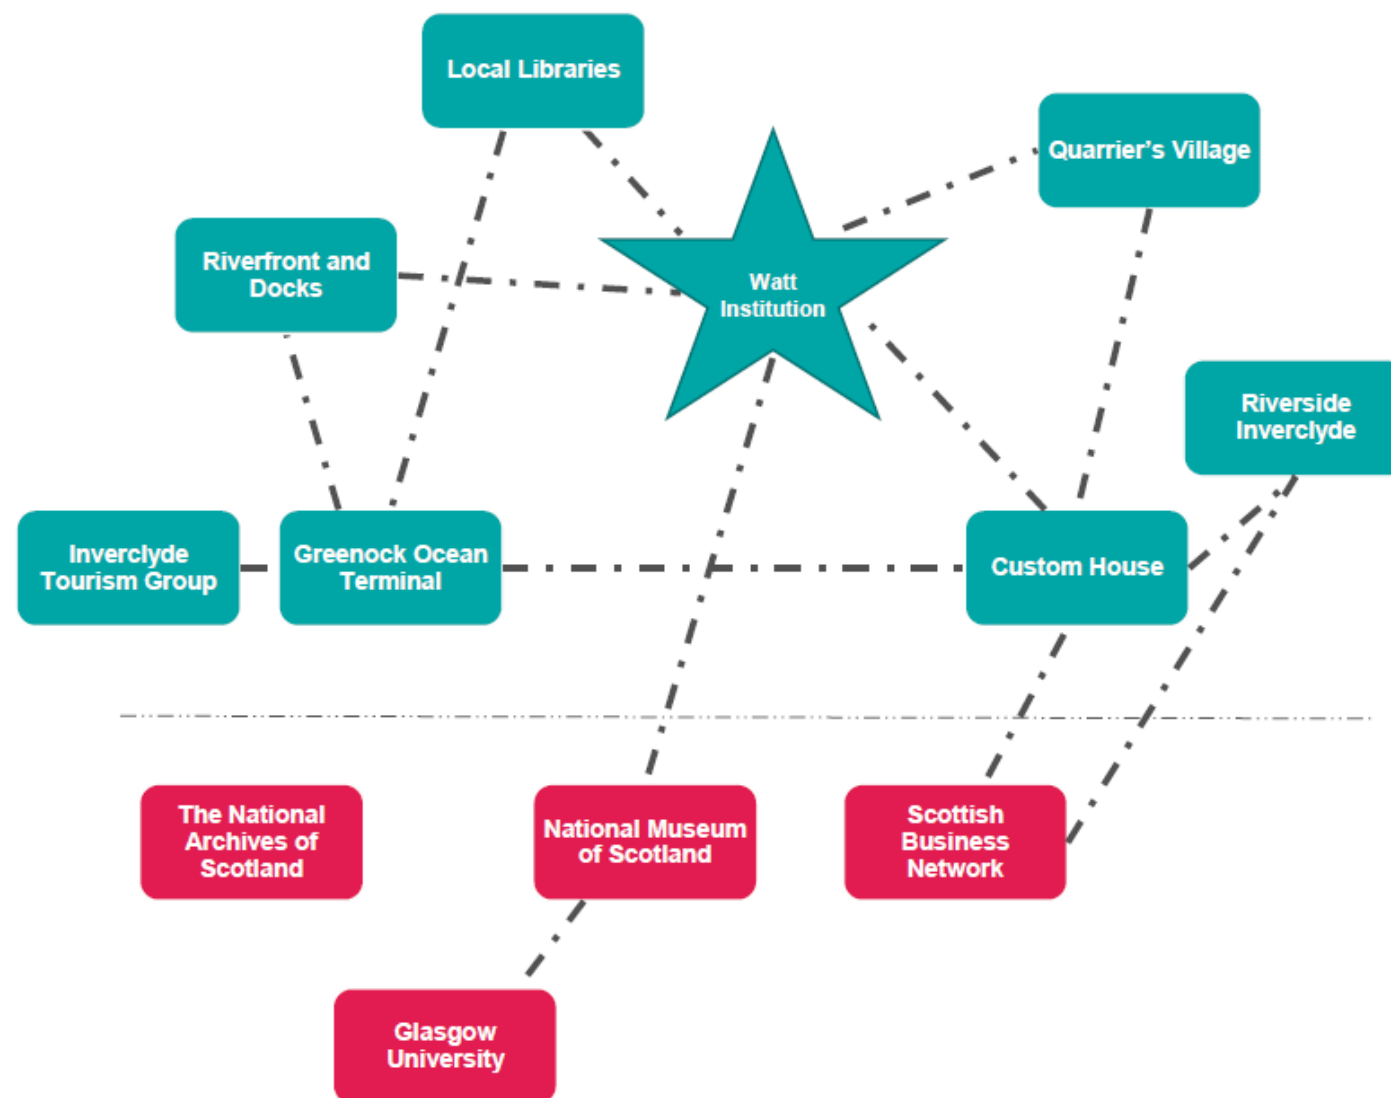 Local Libraries
Quarrier's Village
Riverfront and
Docks
Watt
Institution
Riverside
Inverclyde
Inverclyde
Tourism Group
Greenock Ocean
Terminal
Custom House
The National
Archives of
Scotland
National Museum
of Scotland
Scottish
Business
Network
Glasgow
University